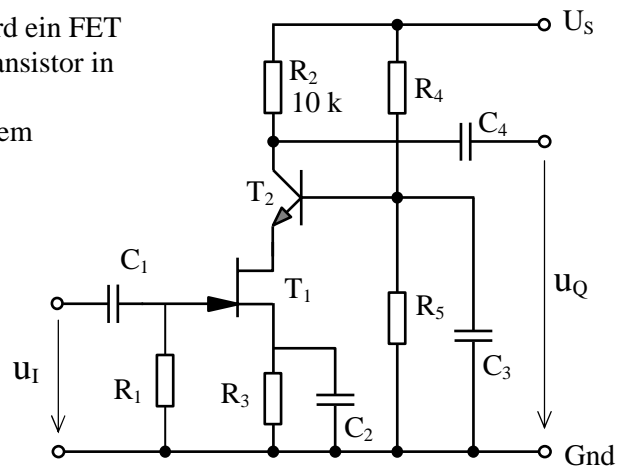 rd ein FET
ansistor in
em
U_S
R_2
10 k
R_4
C_4
T_2
C_1
T_1
R_5
u_Q
u_I
R_1
R_3
C_2
C_3
Gnd